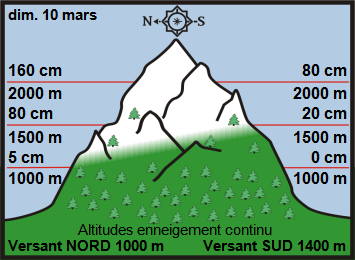 dim. 10 mars
N S
160 cm 80 cm
2000 m 2000 m
80 cm 20 cm
1500 m 1500 m
5 cm 0 cm
1000 m 1000 m
Altitudes enneigement continu
Versant NORD 1000 m Versant SUD 1400 m